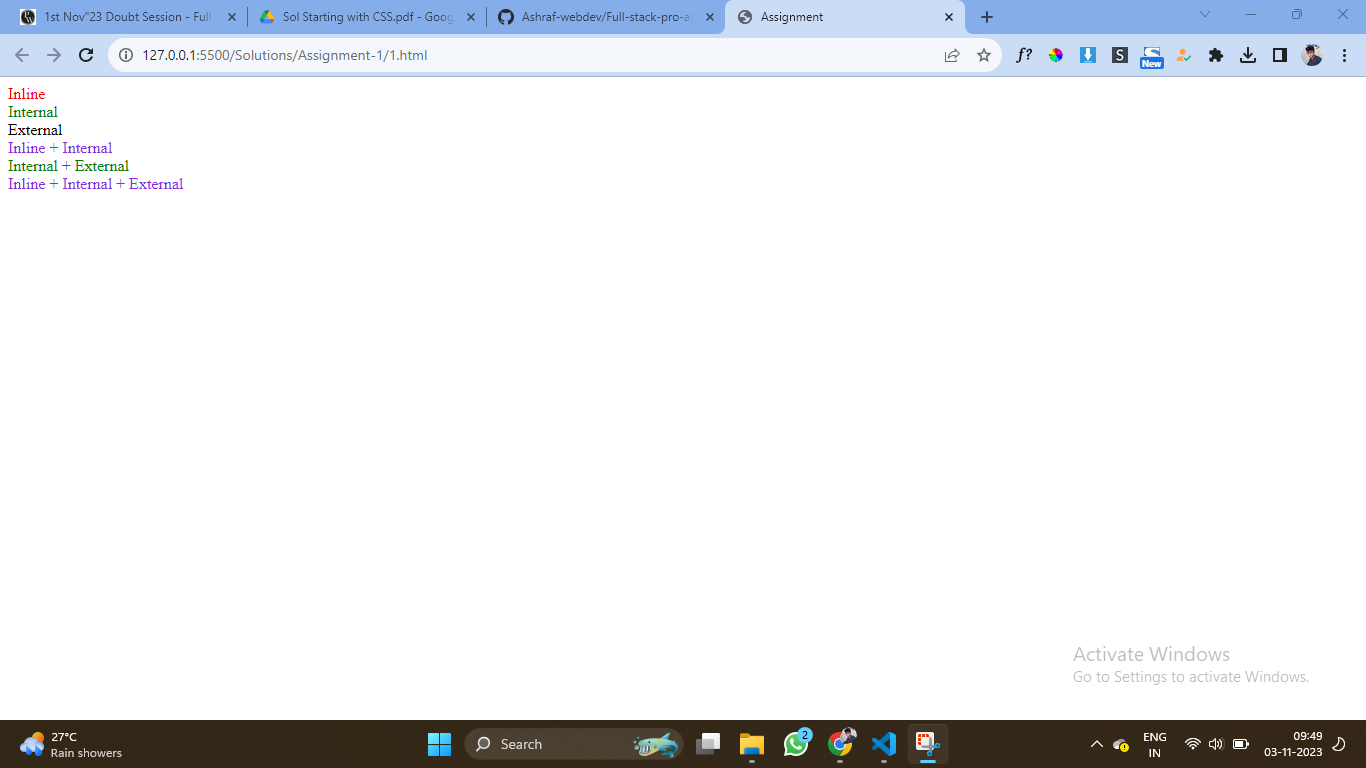 1st Nov"23 Doubt Session - Full
Sol Starting with CSS.pdf - Goog
Ashraf-webdev/Full-stack-pro-as
Assignment
127.0.0.1:5500/Solutions/Assignment-1/1.html
f?
S
New
Inline
Internal
External
Inline + Internal
Internal + External
Inline + Internal + External
Activate Windows
Go to Settings to activate Windows.
27°C
Rain showers
Search
2
ENG
IN
09:49
03-11-2023